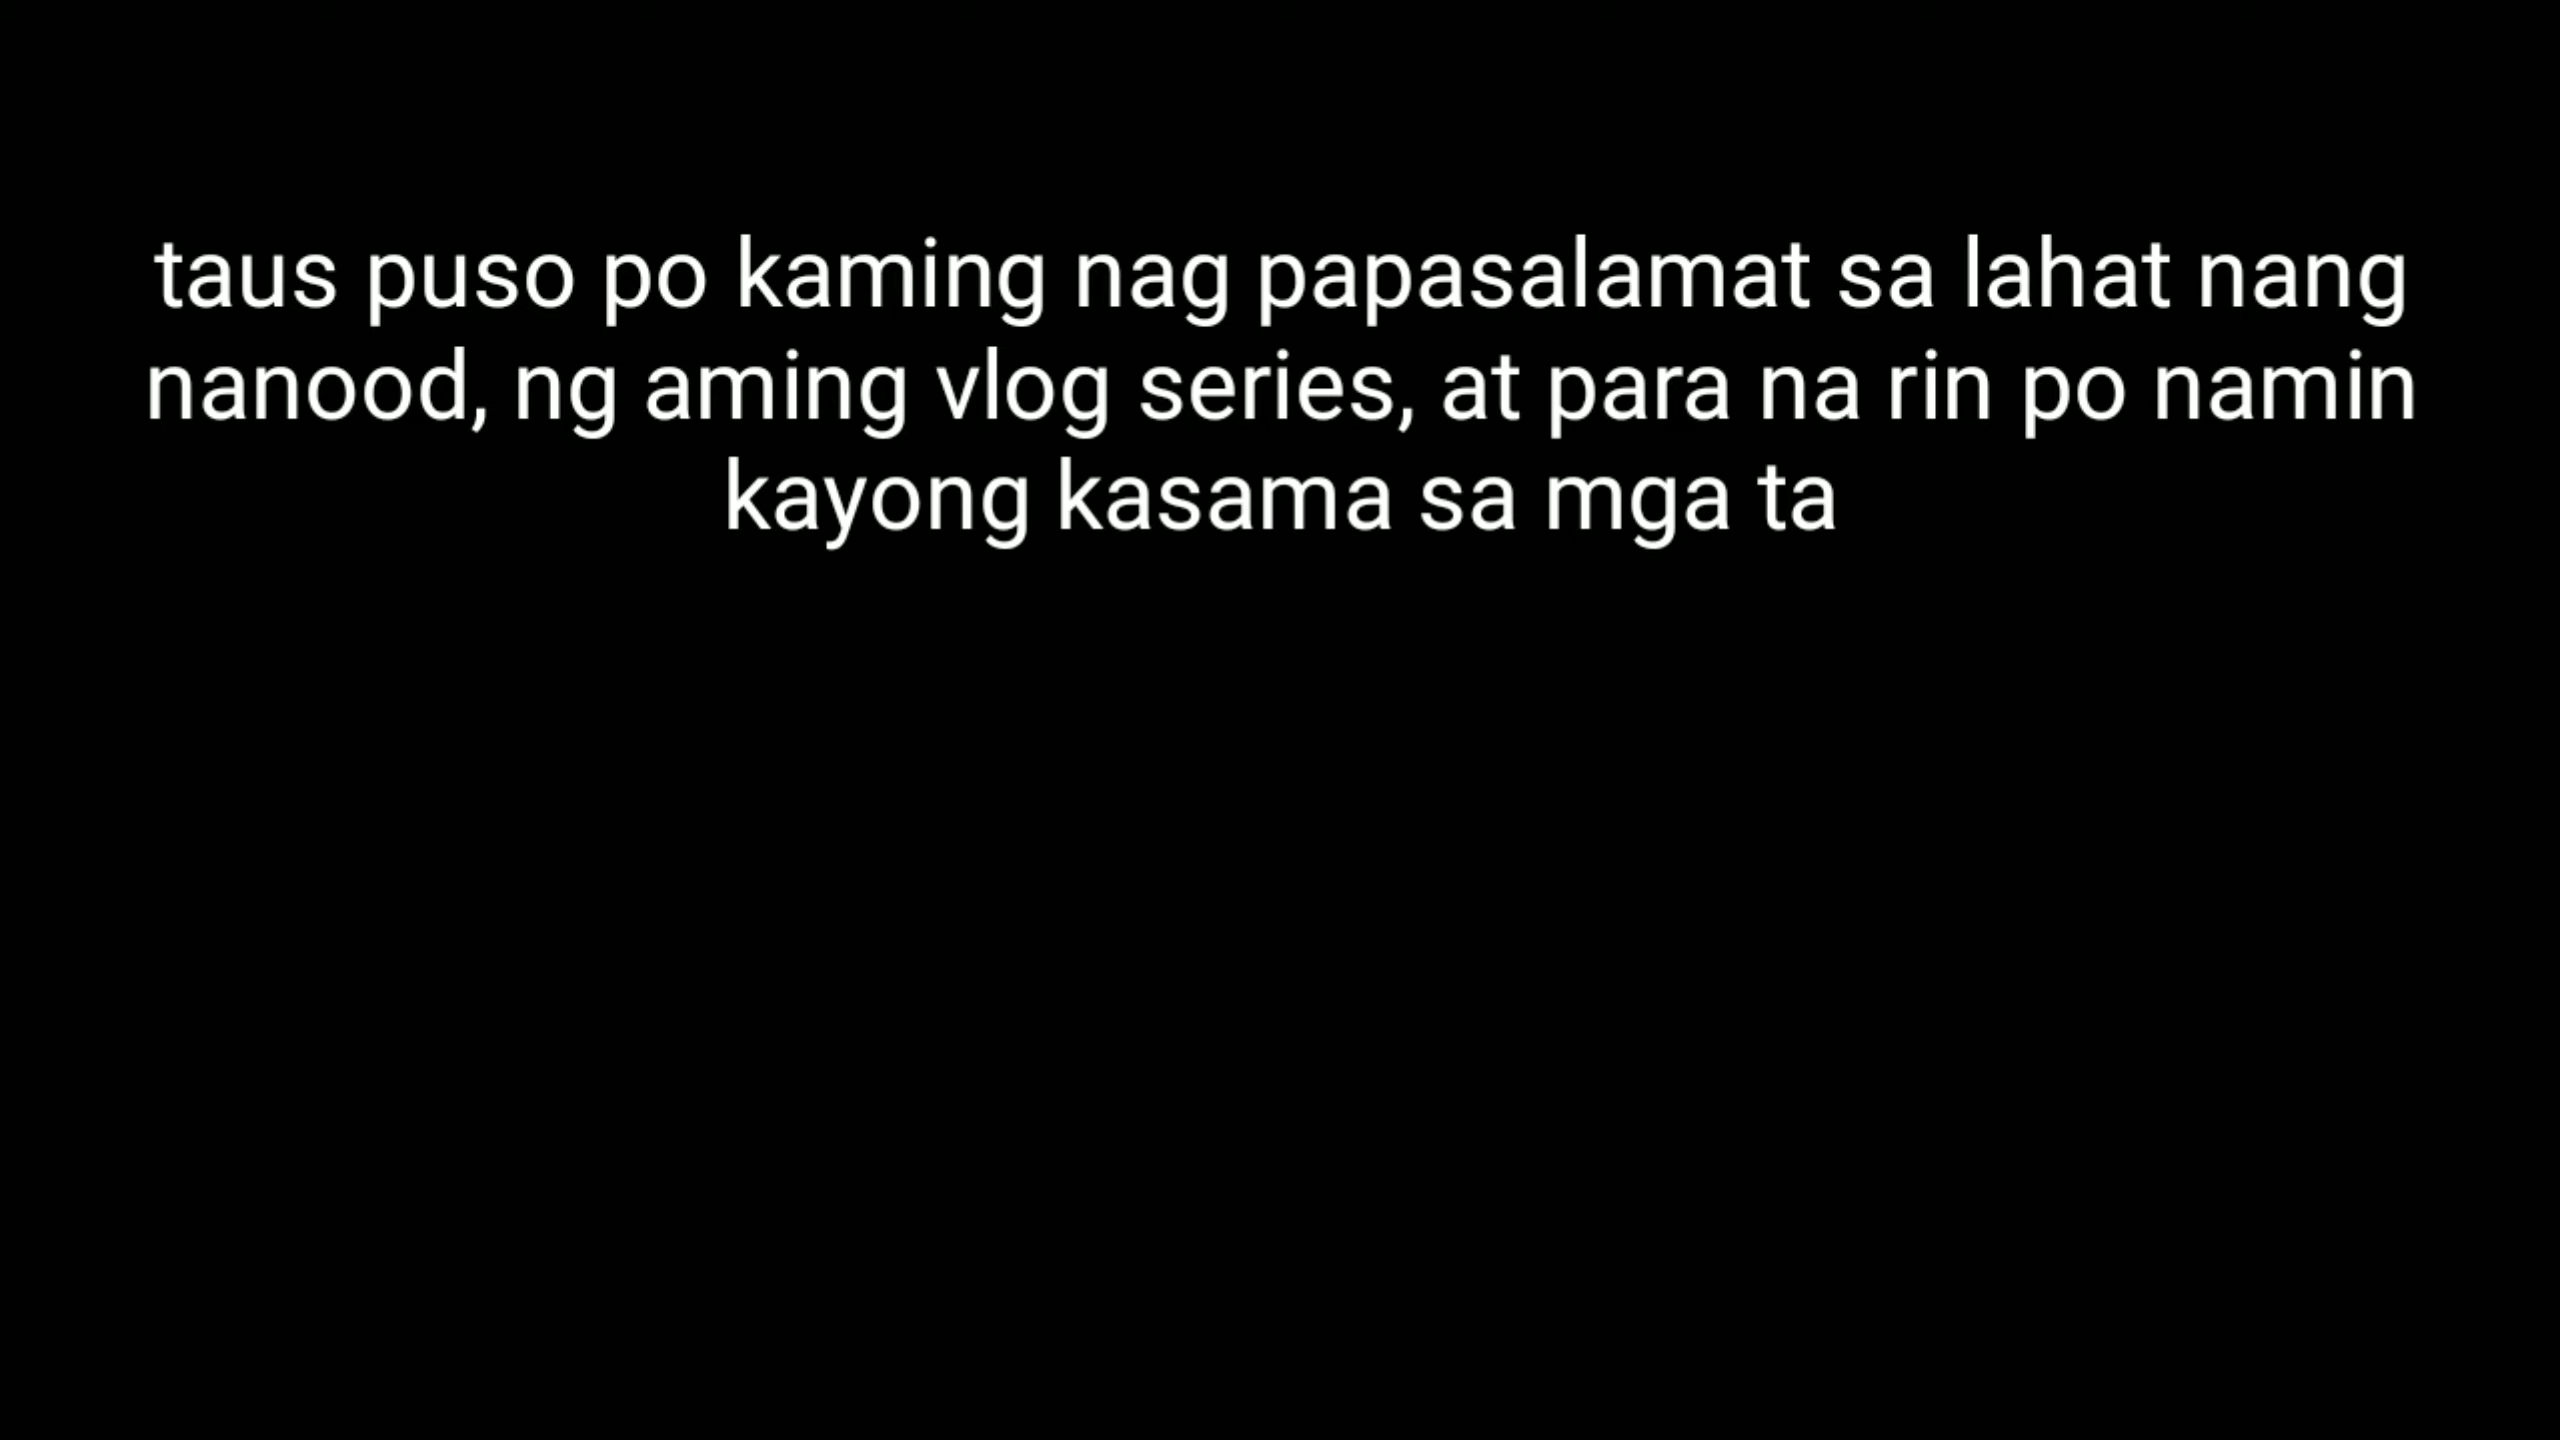 taus puso po kaming nag papasalamat sa lahat nang
nanood, ng aming vlog series, at para na rin po namin
kayong kasama sa mga ta